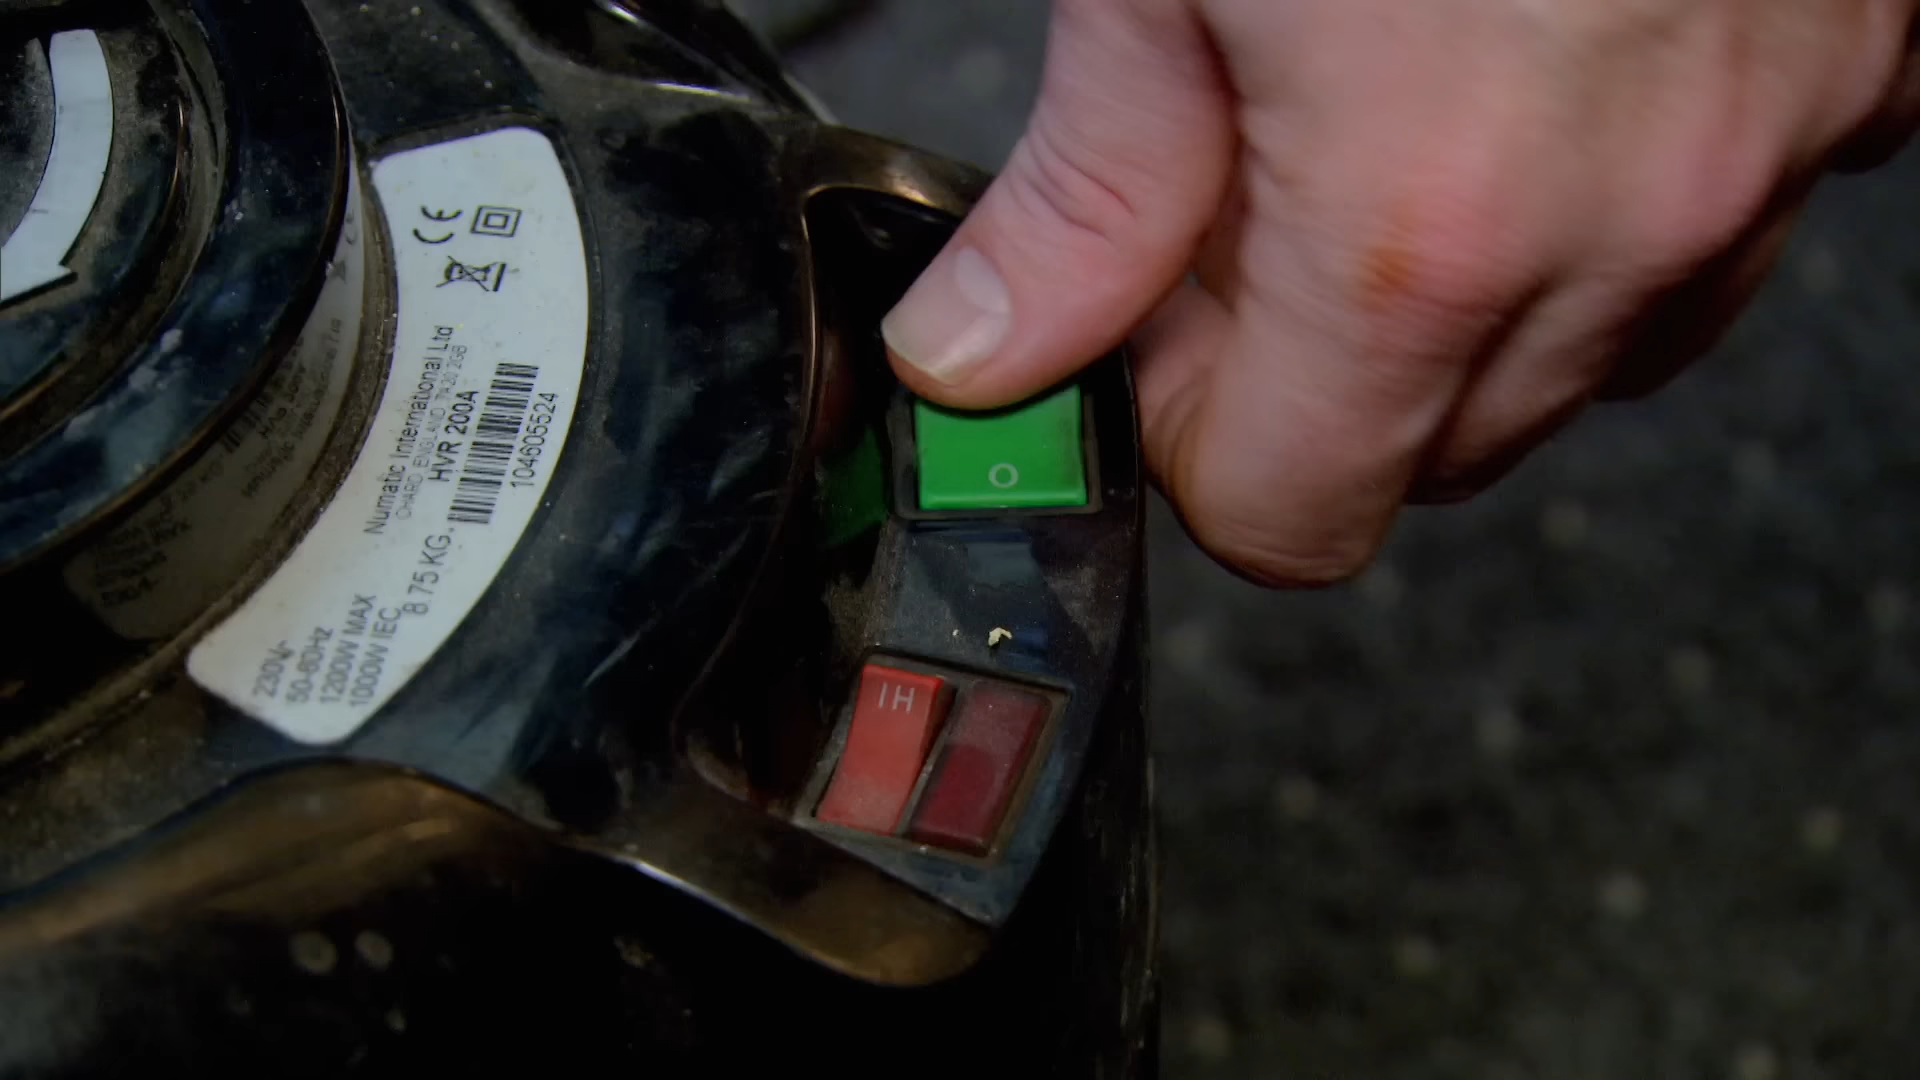 CE
Numatic International Ltd
CHARD ENGLAND TA20 2GB
HVR 200A
104605524
8.75 KG.
230V~
50-60Hz
1200W MAX
1000W IEC
O
HI